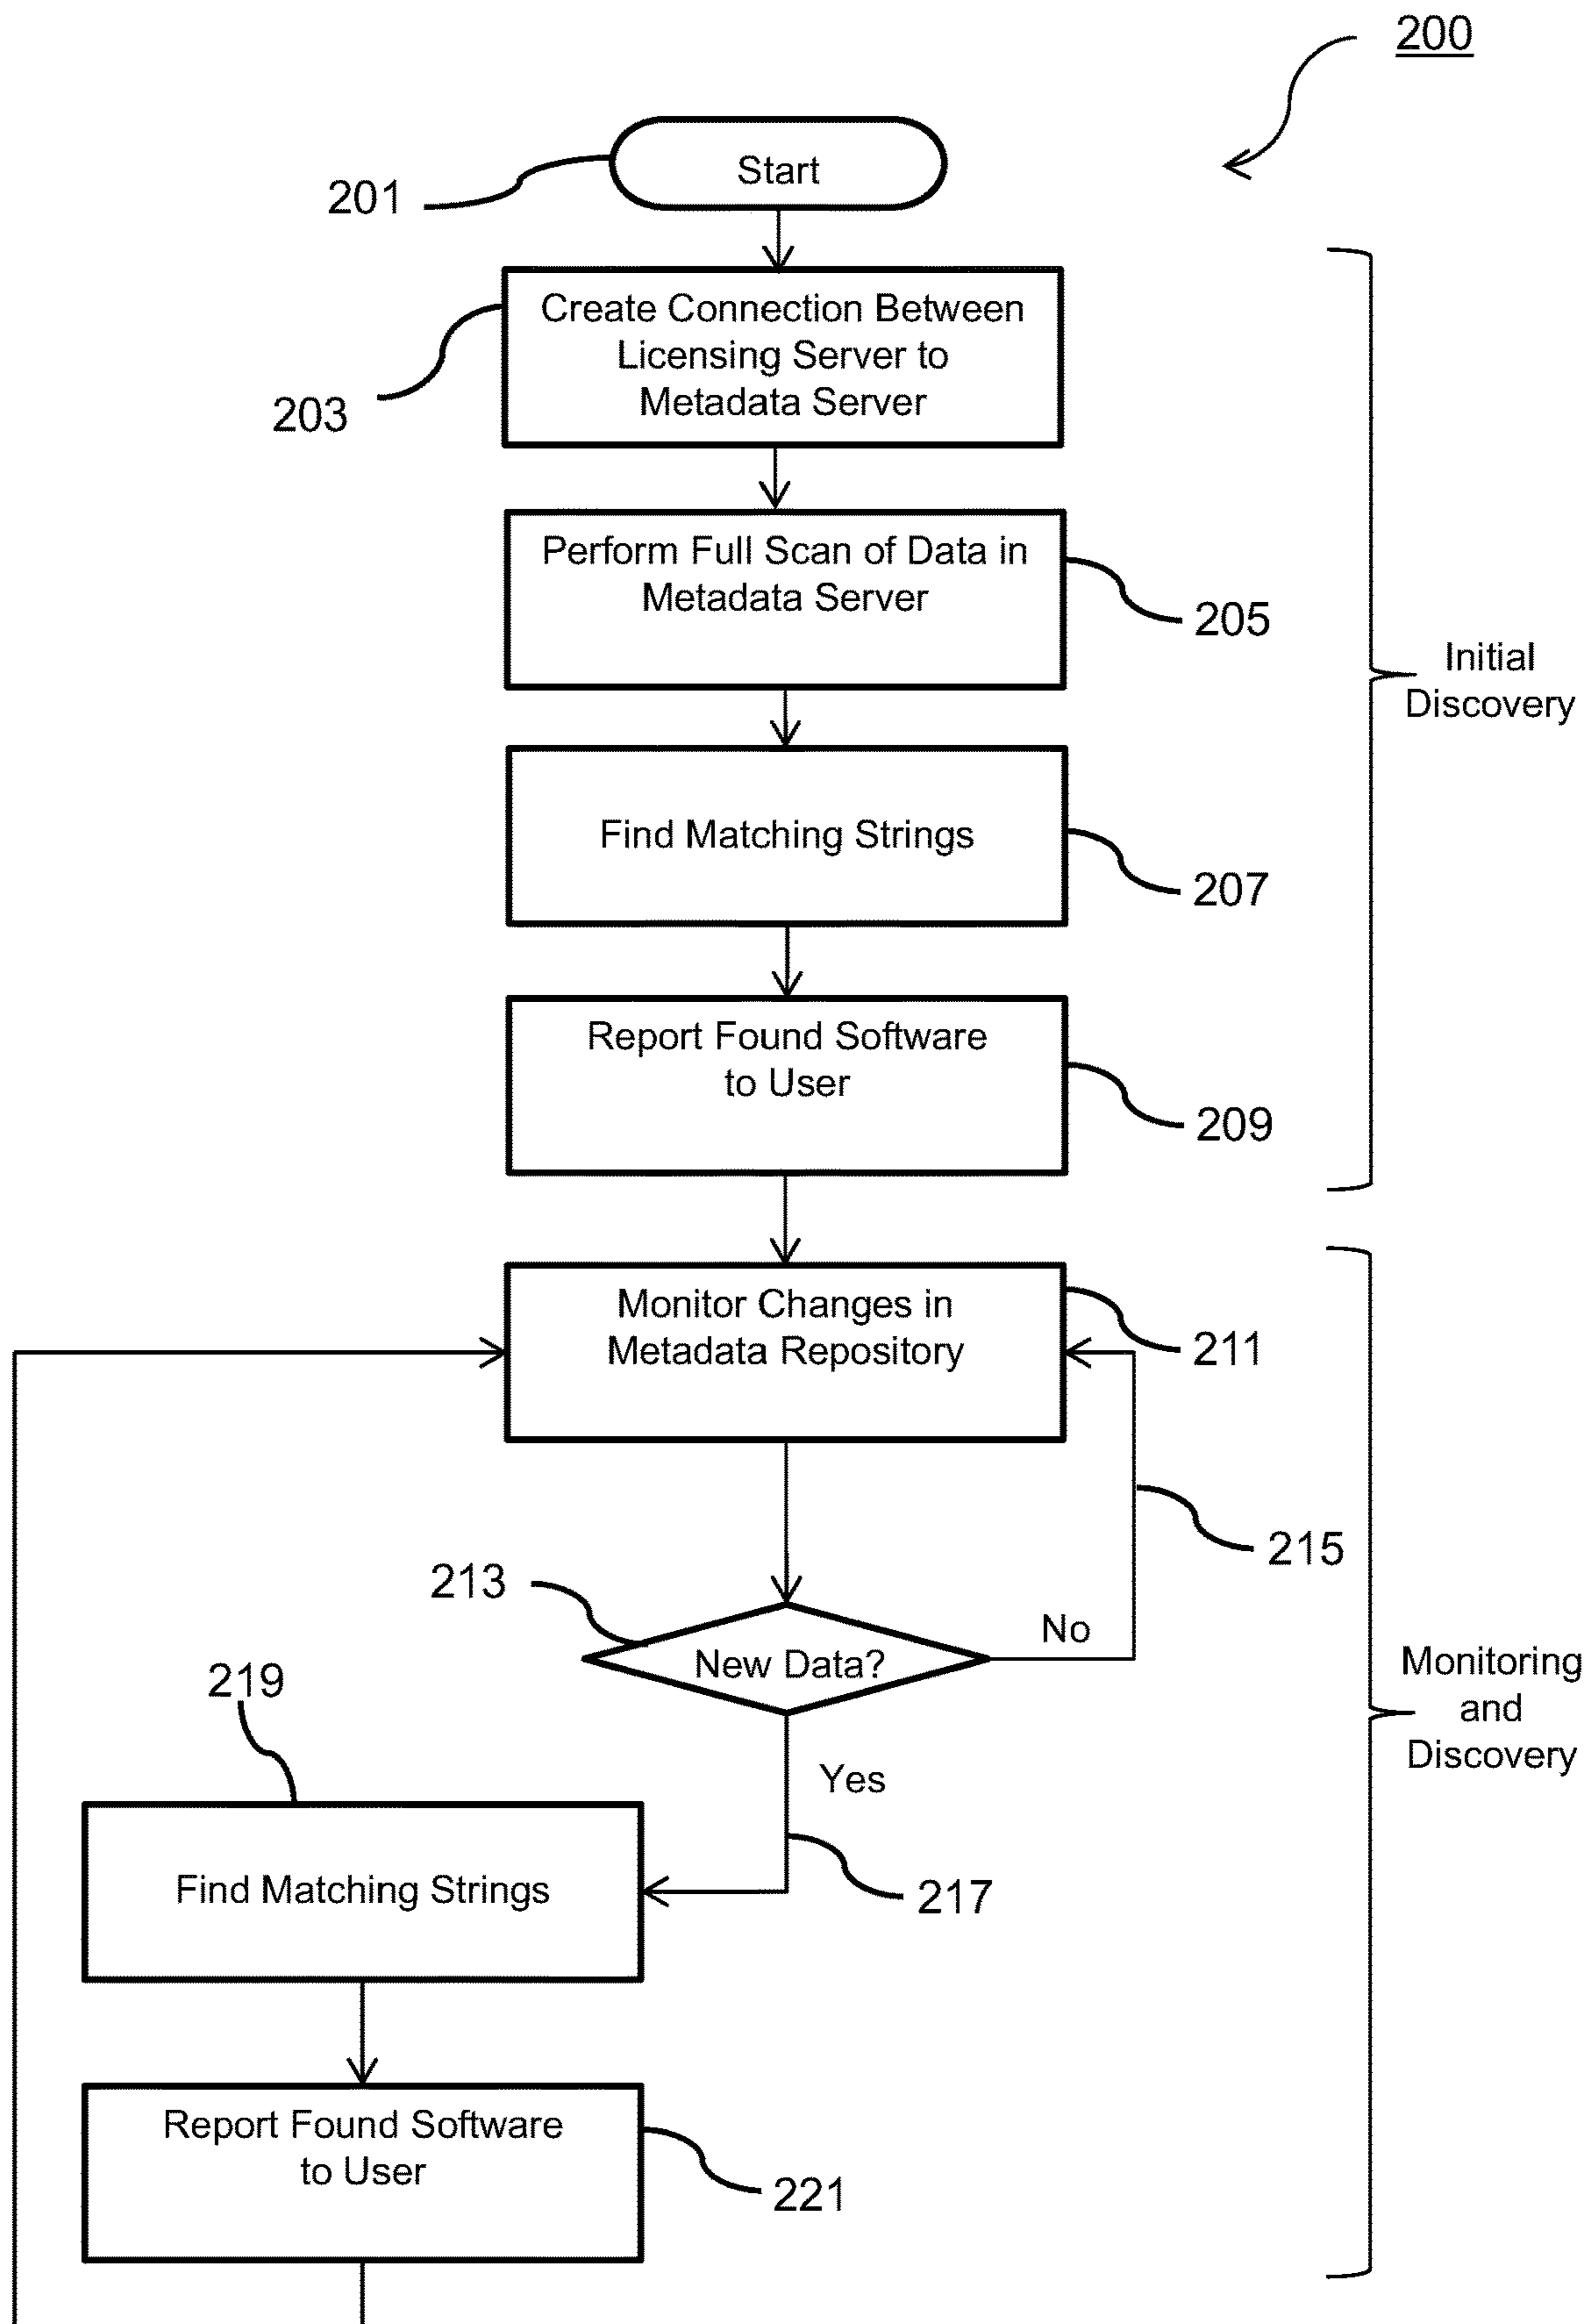 200
Start
201
Create Connection Between
Licensing Server to
Metadata Server
203
Perform Full Scan of Data in
Metadata Server
205
Initial
Discovery
Find Matching Strings
207
Report Found Software
to User
209
Monitor Changes in
Metadata Repository
211
215
213
No
New Data?
Monitoring
and
Discovery
219
Yes
Find Matching Strings
217
Report Found Software
to User
221